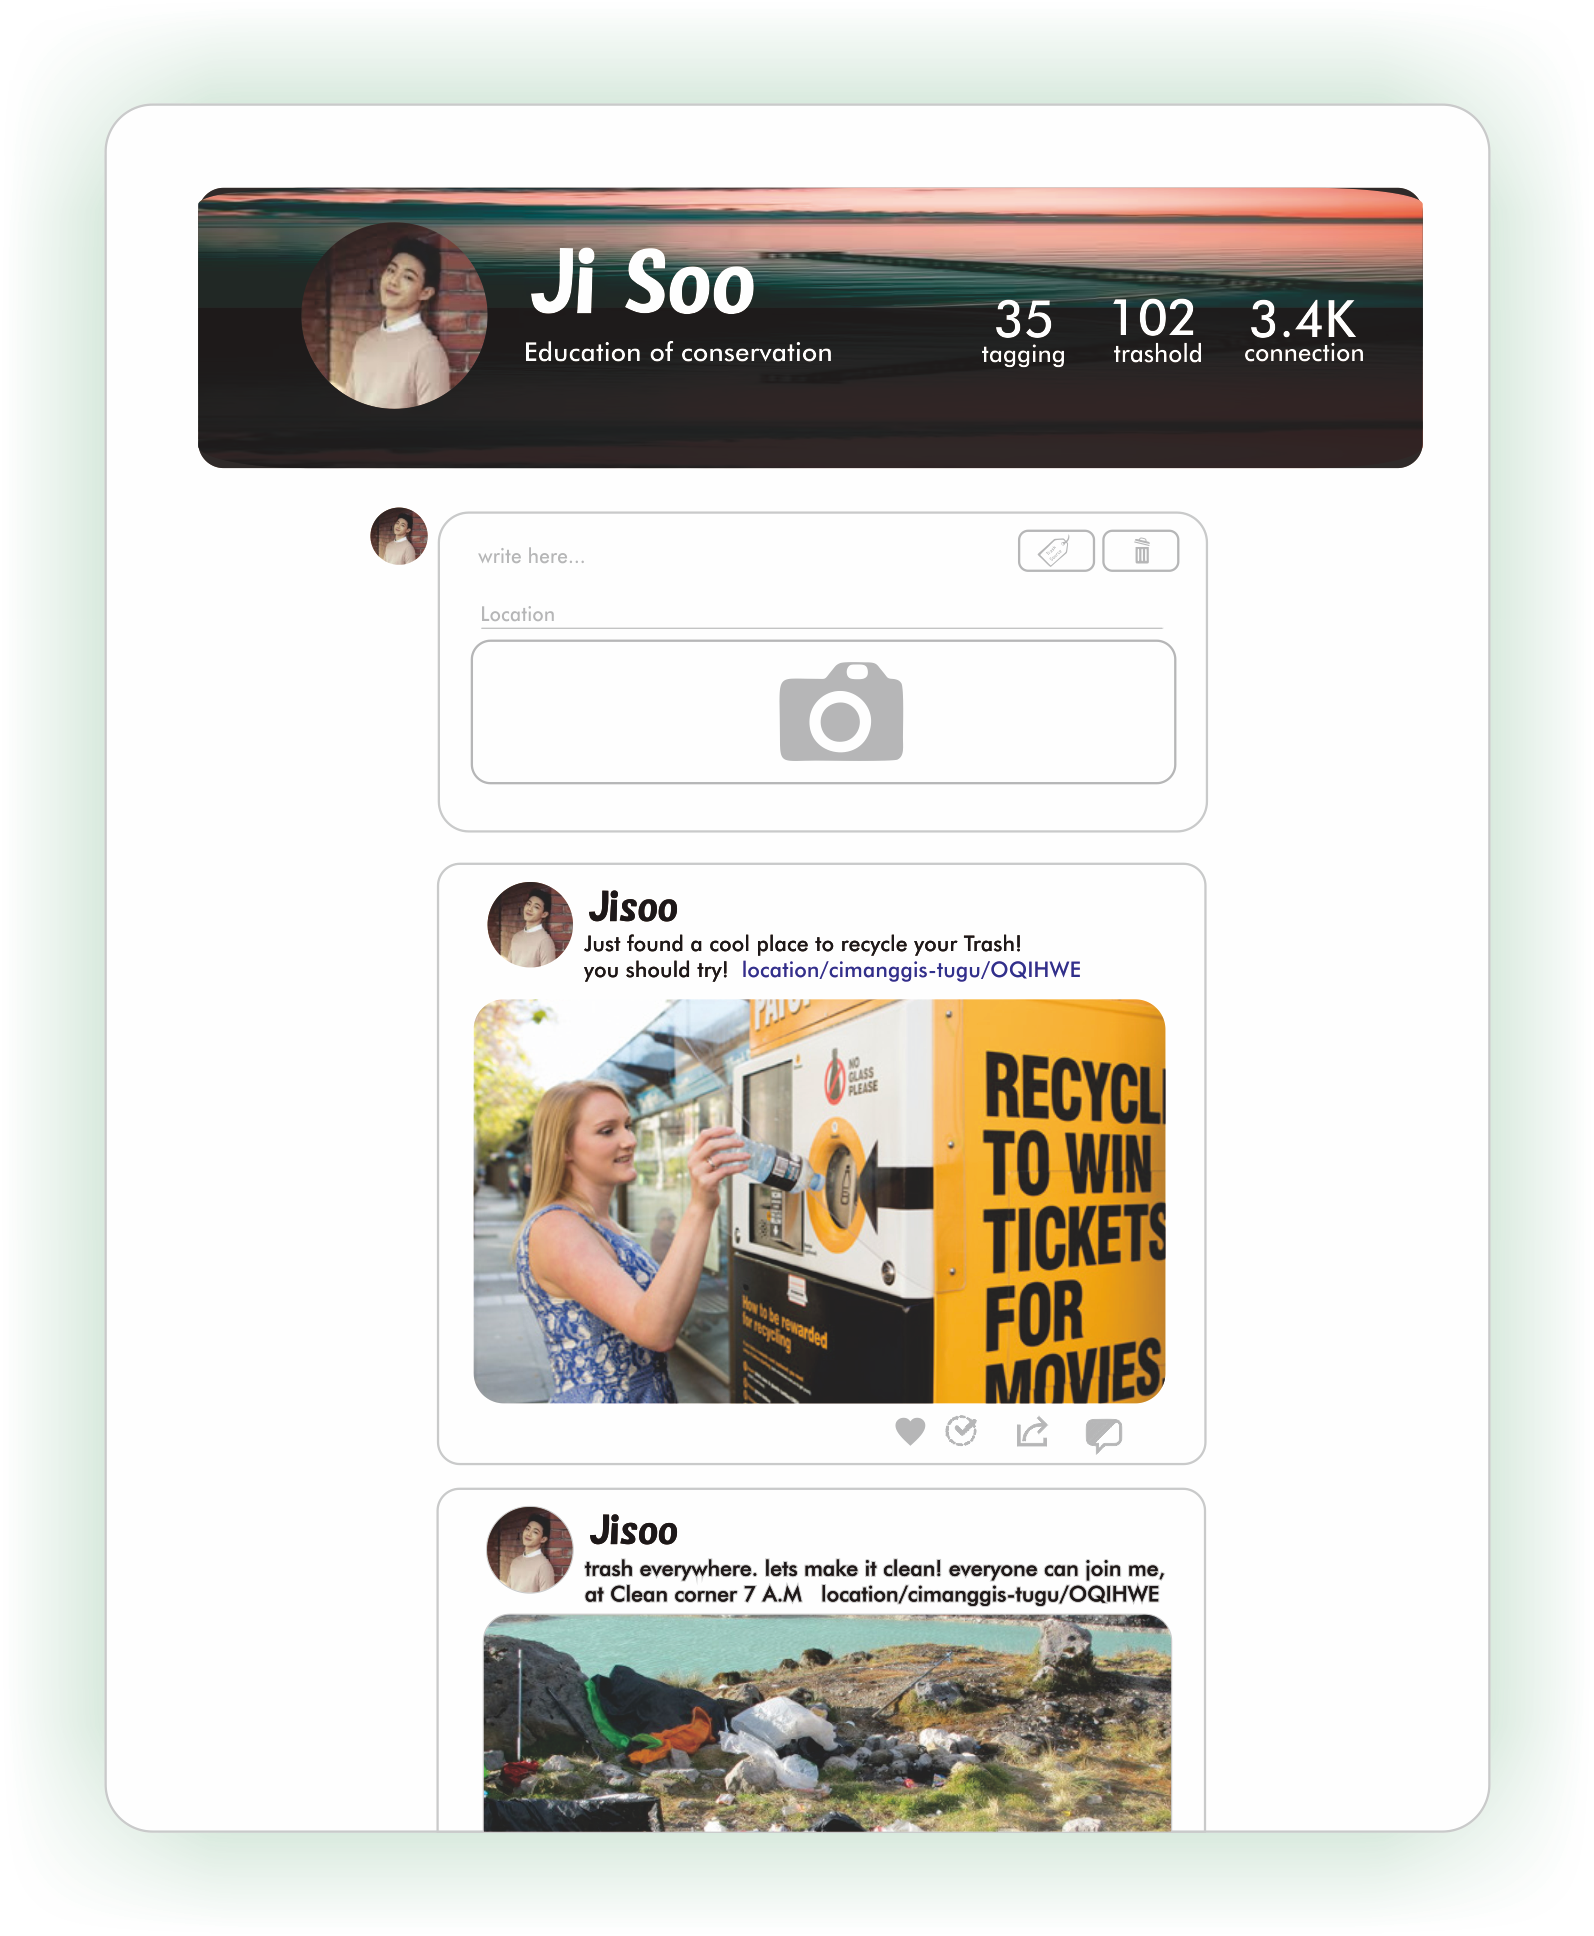 Ji Soo
Education of conservation
35
tagging
102
trashold
3.4K
connection
write here...
Location
Jisoo
Just found a cool place to recycle your Trash!
you should try! location/cimanggis-tugu/OQIHWE
NO
GLASS
PLEASE
RECYCL
TO WIN
TICKETS
FOR
MOVIES.
How to be rewarded
for recycling
Jisoo
trash everywhere. lets make it clean! everyone can join me,
at Clean corner 7 A.M location/cimanggis-tugu/OQIHWE